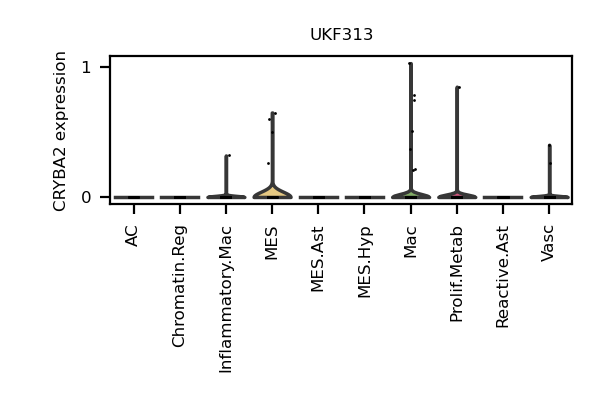 UKF313
CRYBA2 expression
1
0
AC
Chromatin.Reg
Inflammatory.Mac
MES
MES.Ast
MES.Hyp
Mac
Prolif.Metab
Reactive.Ast
Vasc